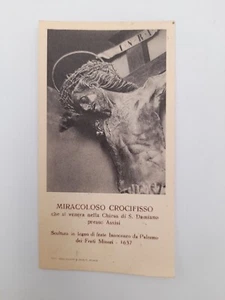 INRI
MIRACOLOSO CROCIFISSO
che si venera nella Chiesa di S. Damiano
presso Assisi
Scultura in legno di frate Innocenzo da Palermo
dei Frati Minori - 1637